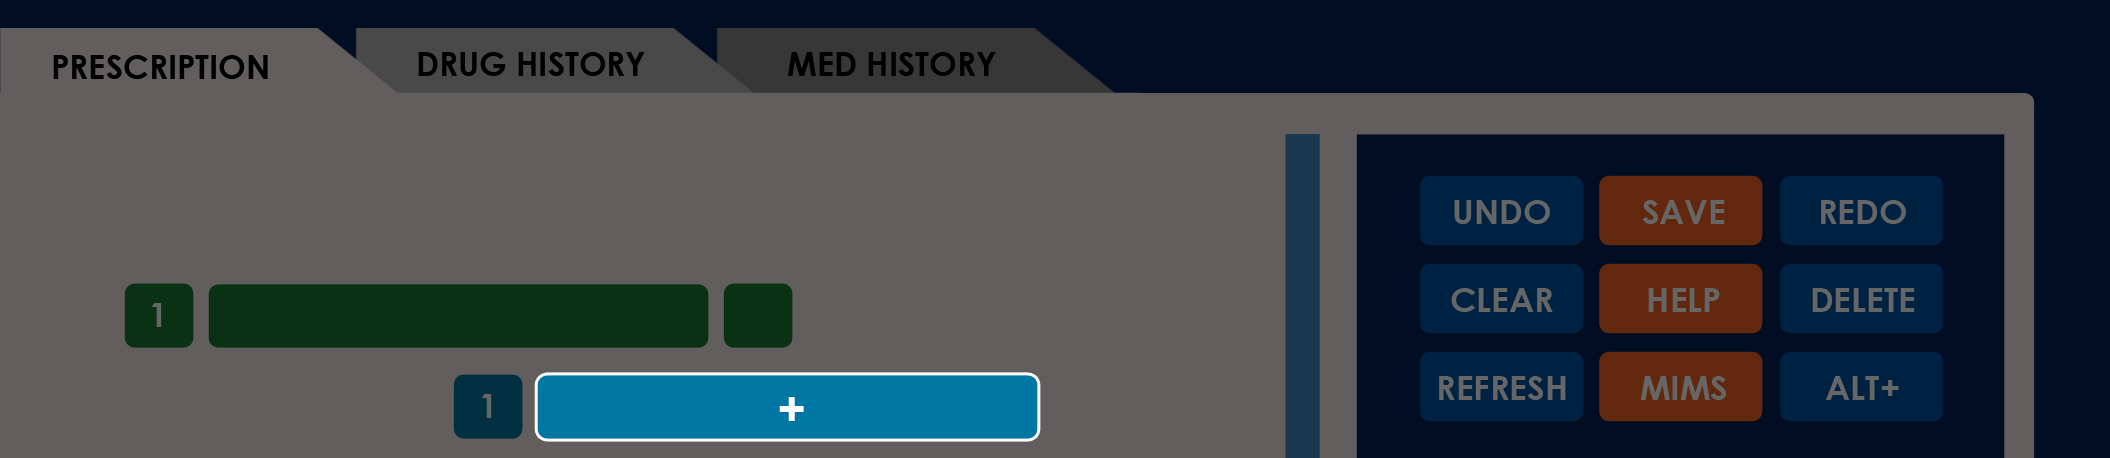 PRESCRIPTION
DRUG HISTORY
MED HISTORY
UNDO
SAVE
REDO
1
CLEAR
HELP
DELETE
1
+
REFRESH
MIMS
ALT+